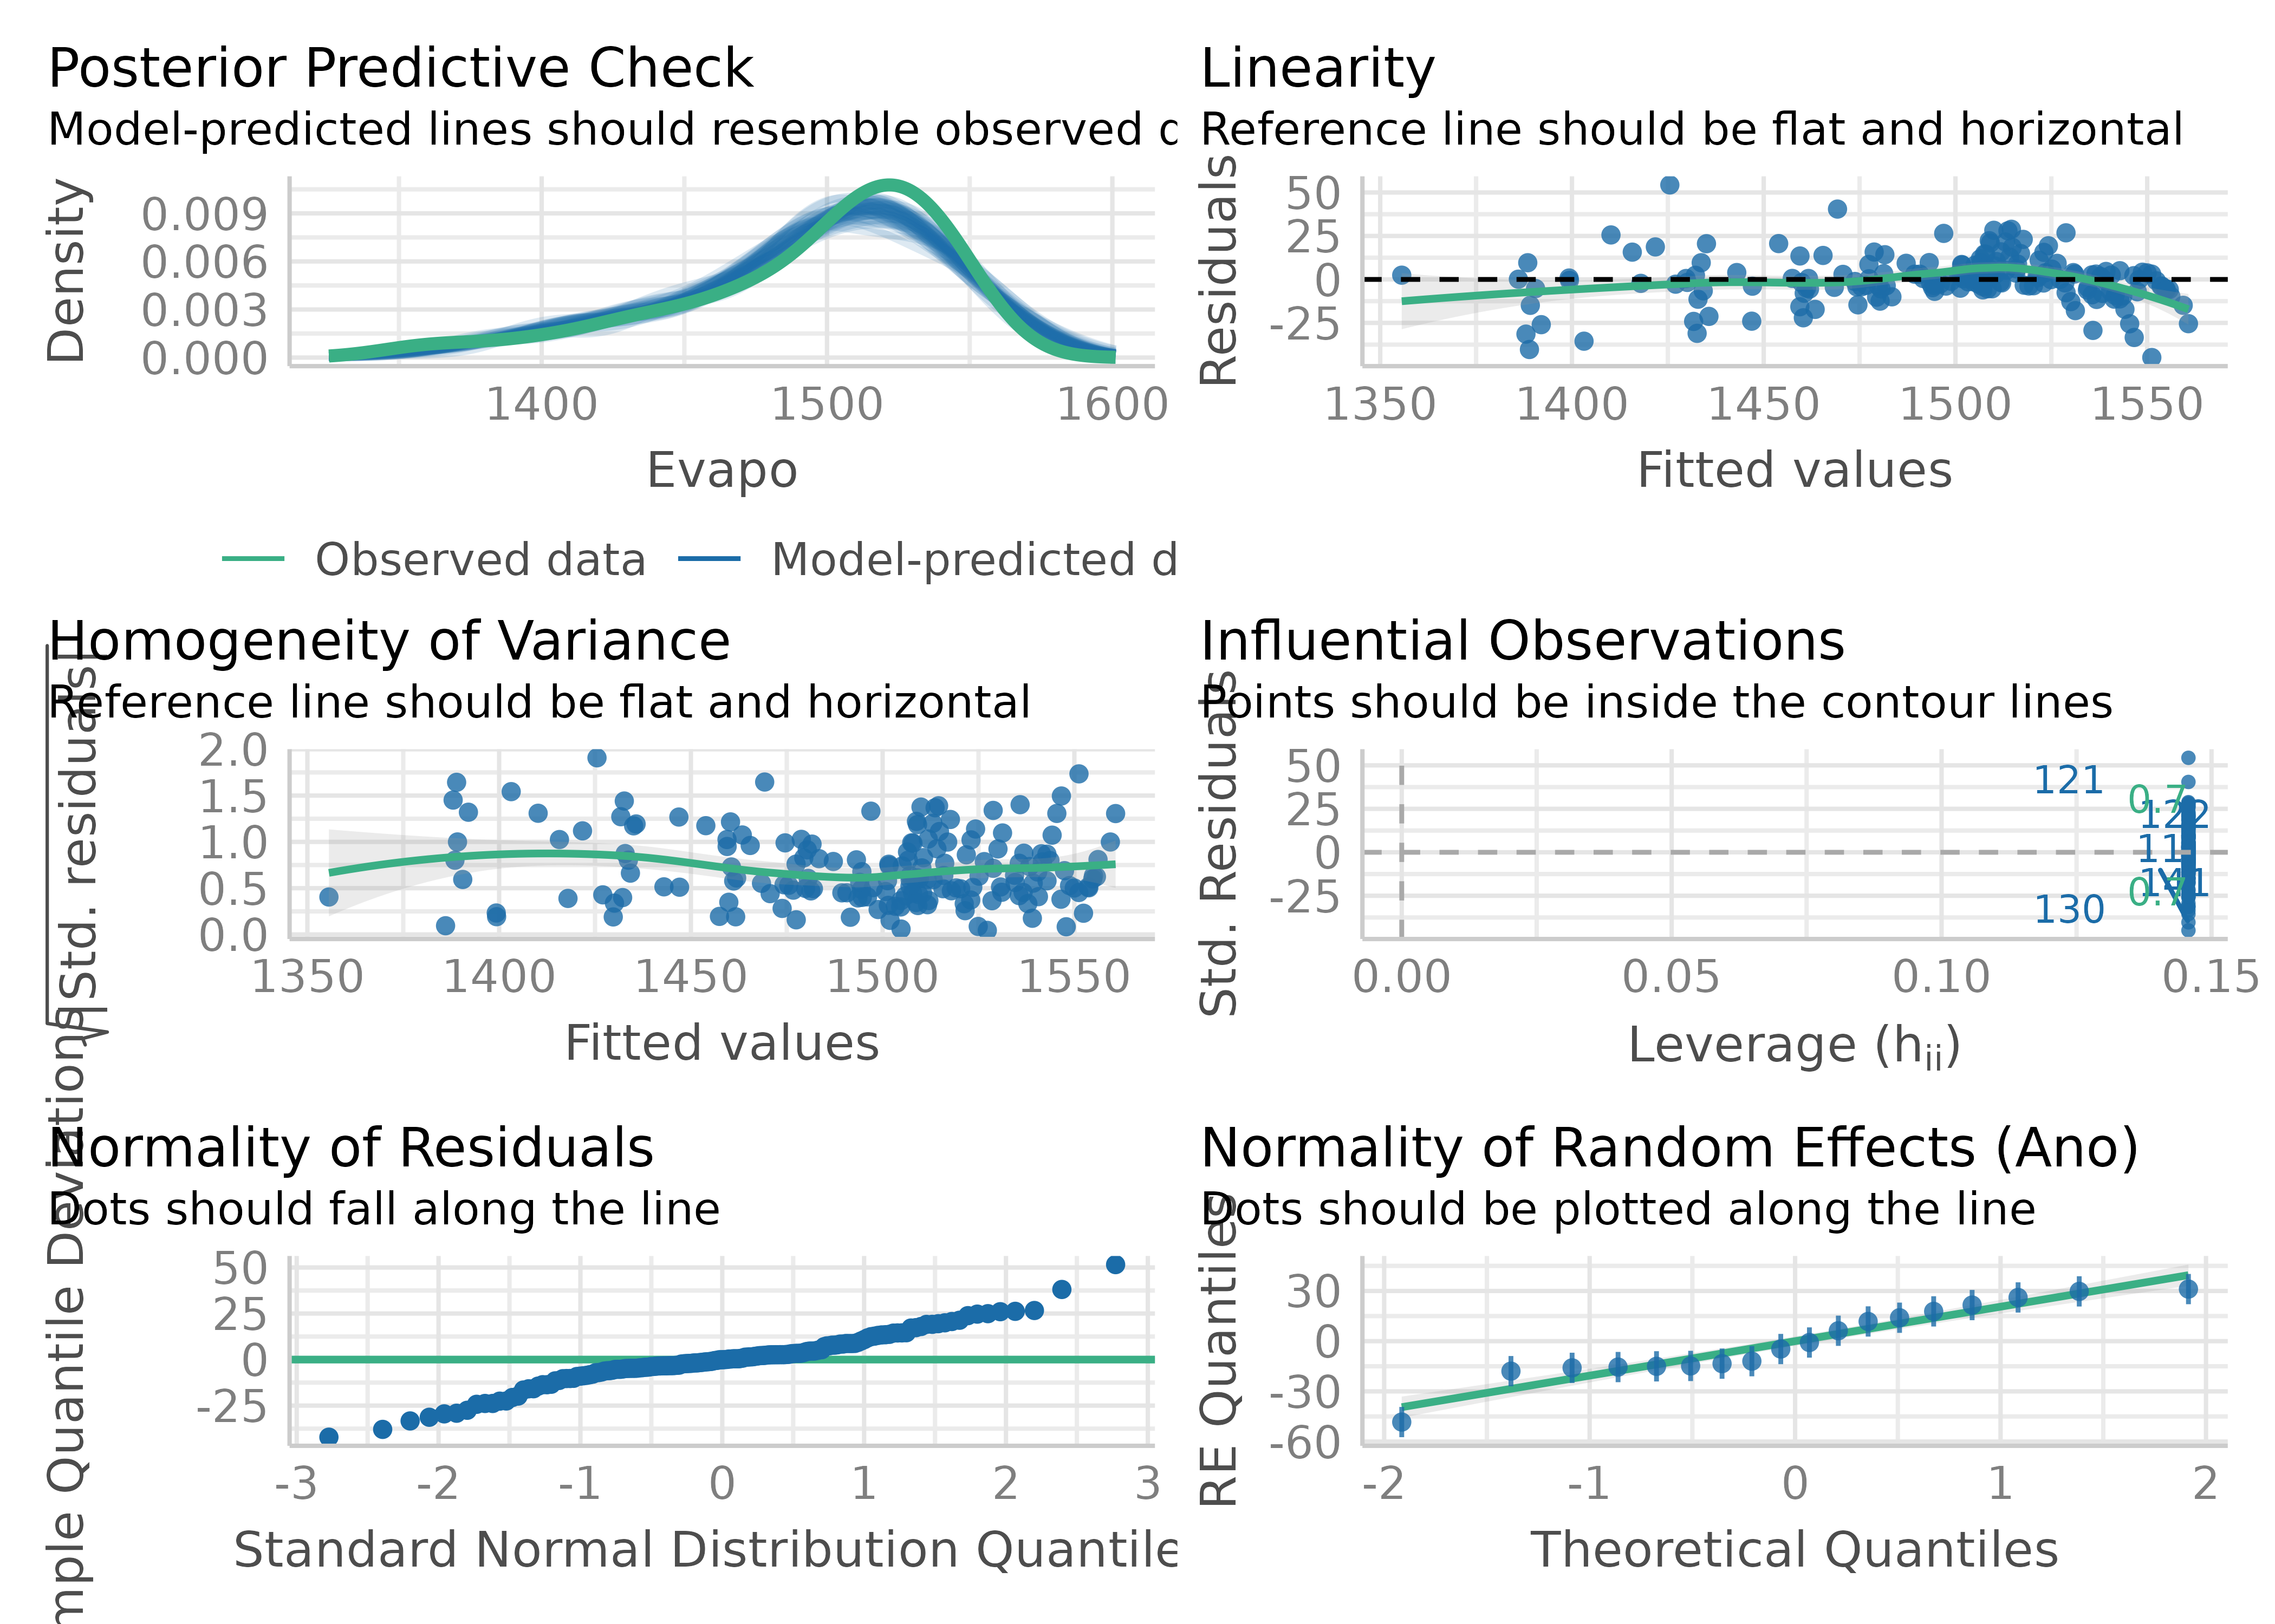 Posterior Predictive Check
Model-predicted lines should resemble observed
Density
0.009
0.006
0.003
0.000
1400 1500 1600
Evapo
Observed data Model-predicted d
Linearity
Reference line should be flat and horizontal
Residuals
50
25
0
-25
1350 1400 1450 1500 1550
Fitted values
Homogeneity of Variance
Reference line should be flat and horizontal
√|Std. residuals|
2.0
1.5
1.0
0.5
0.0
1350 1400 1450 1500 1550
Fitted values
Influential Observations
Points should be inside the contour lines
Std. Residuals
50
25
0
-25
121
0.7
122
11
141
0.7
130
0.00 0.05 0.10 0.15
Leverage (hii)
Normality of Residuals
Dots should fall along the line
mple Quantile Deviations
50
25
0
-25
-3 -2 -1 0 1 2 3
Standard Normal Distribution Quantile
Normality of Random Effects (Ano)
Dots should be plotted along the line
RE Quantiles
30
0
-30
-60
-2 -1 0 1 2
Theoretical Quantiles